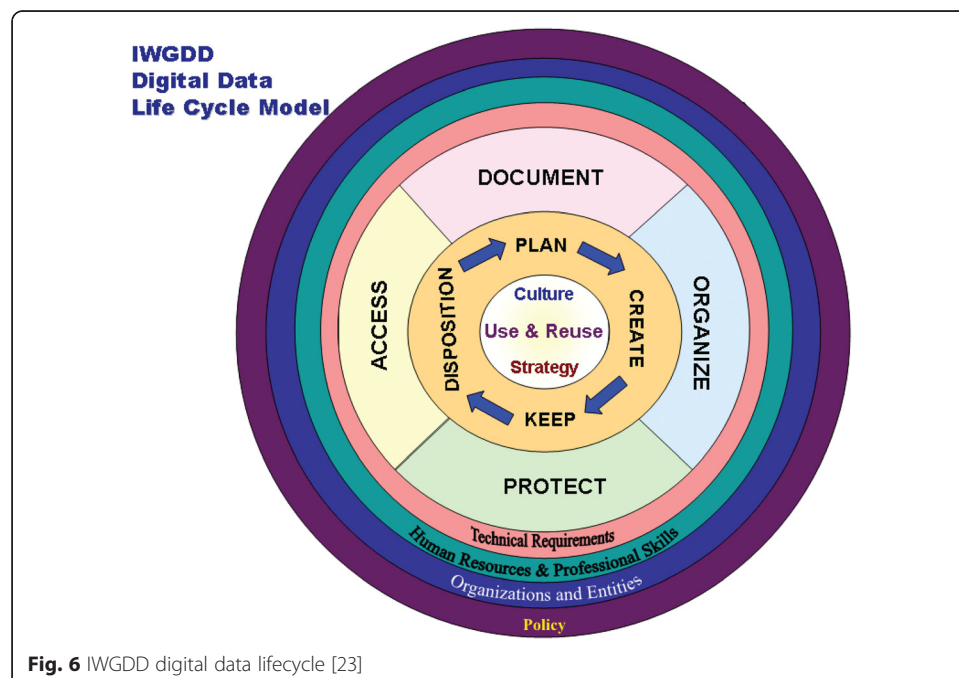 IWGDD
Digital Data
Life Cycle Model
DOCUMENT
PLAN
ACCESS
DISPOSITION
Culture
Use & Reuse
Strategy
CREATE
ORGANIZE
KEEP
PROTECT
Technical Requirements
Human Resources & Professional Skills
Organizations and Entities
Policy
Fig. 6 IWGDD digital data lifecycle [23]